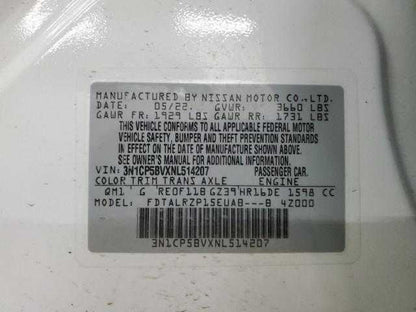 MANUFACTURED BY NISSAN MOTOR CO., LTD.
DATE: 05/22. GVWR: 3660 LBS
GAWR FR: 1929 LBS GAWR RR: 1731 LBS
THIS VEHICLE CONFORMS TO ALL APPLICABLE FEDERAL MOTOR
VEHICLE SAFETY, BUMPER AND THEFT PREVENTION STANDARDS
IN EFFECT ON THE DATE OF MANUFACTURE SHOWN ABOVE.
SEE OWNER'S MANUAL FOR ADDITIONAL INFORMATION
VIN: 3N1CP5BVXNL514207 PASSENGER CAR.
COLOR TRIM TRANS AXLE ENGINE
QM1 G RE0F11B GZ39 HR16DE 1598 CC
MODEL FDTALRZP15EUAB---B 42000
3N1CP5BVXNL514207